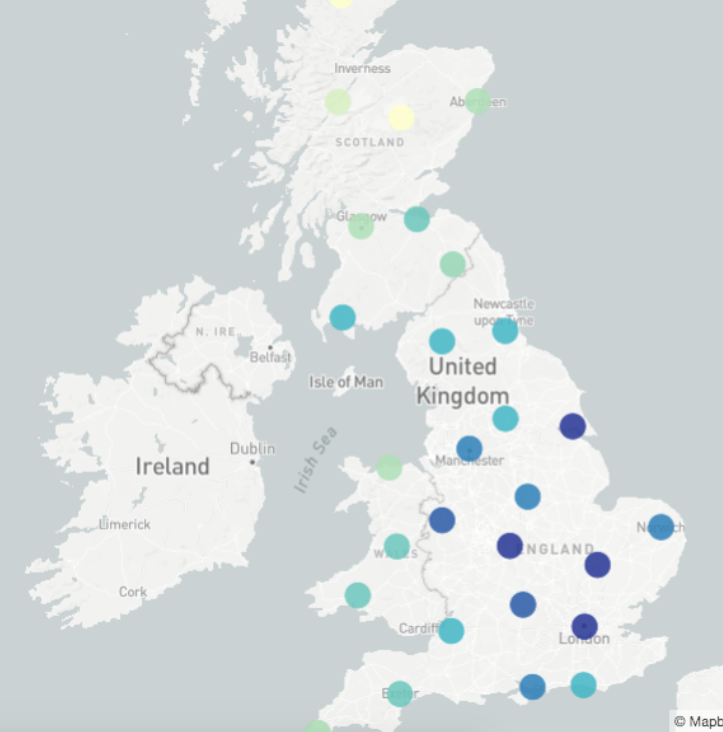 Inverness
Aberdeen
SCOTLAND
Glasgow
Newcastle
upon Tyne
N. IRE.
Belfast
United
Kingdom
Isle of Man
Irish Sea
Dublin
Ireland
Manchester
Limerick
Norwich
WALES
ENGLAND
Cork
Cardiff
London
Exeter
© Mapb